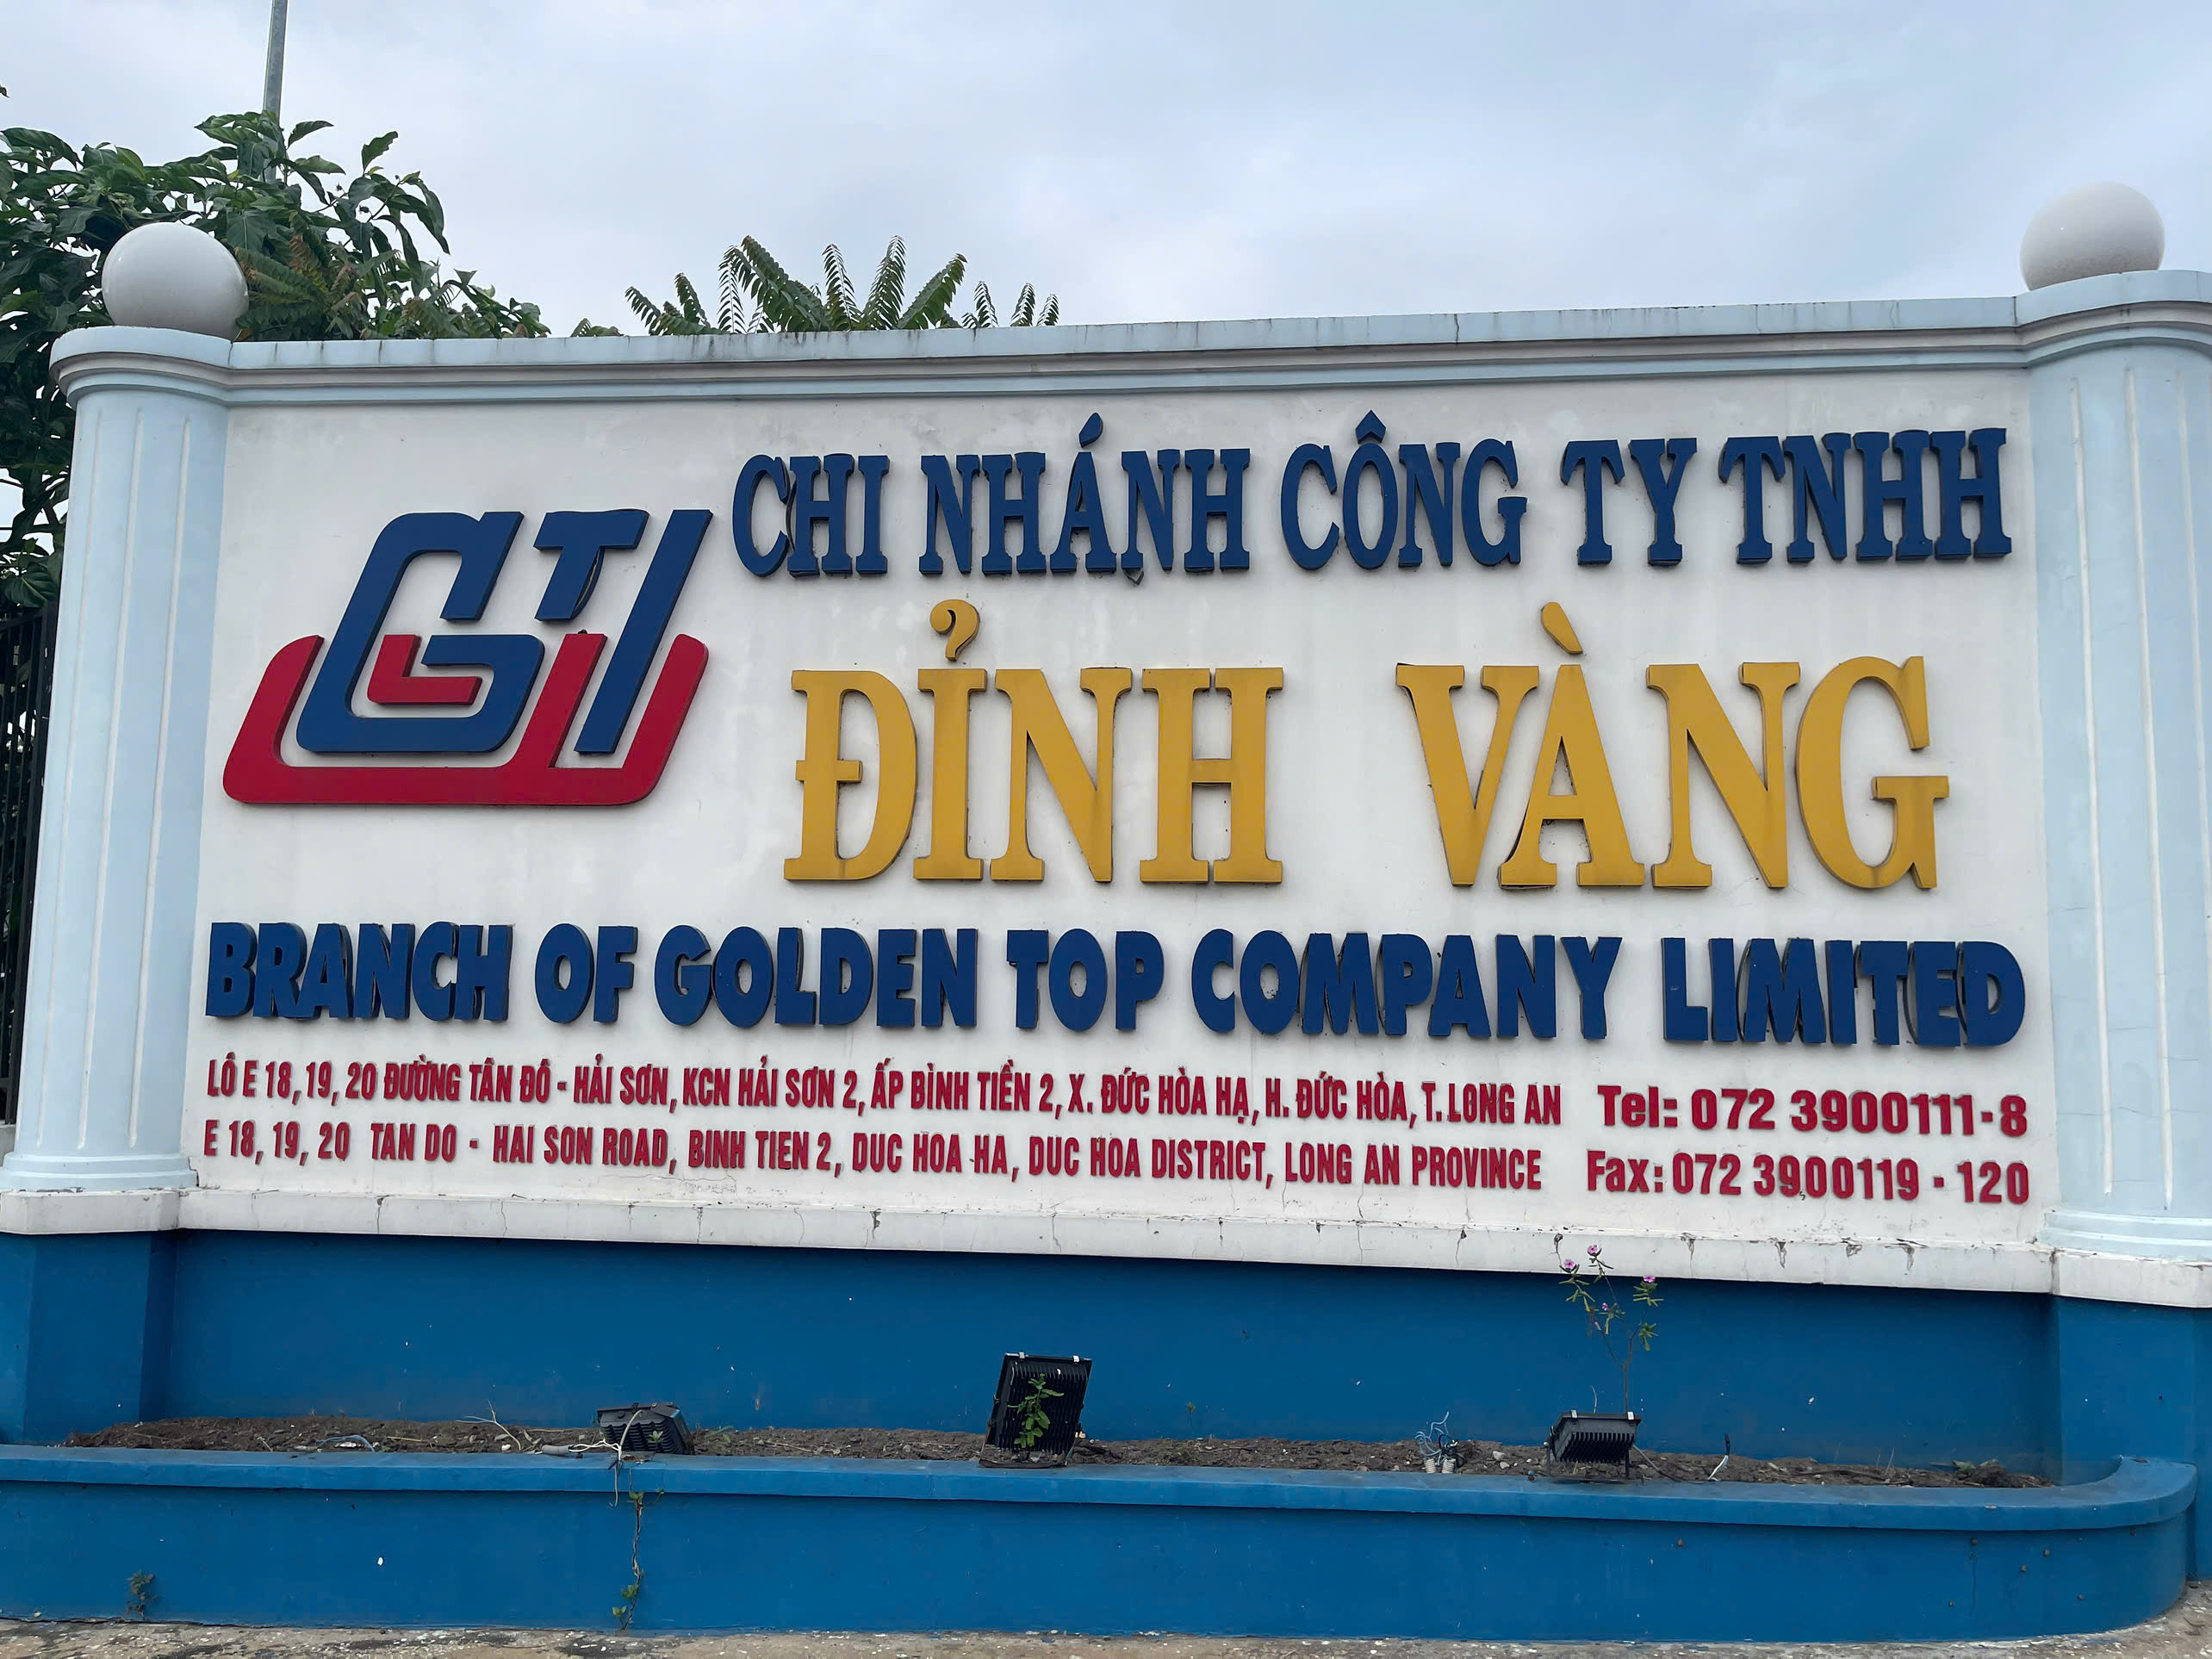 GTI
CHI NHÁNH CÔNG TY TNHH
ĐỈNH VÀNG
BRANCH OF GOLDEN TOP COMPANY LIMITED
LÔ E 18, 19, 20 ĐƯỜNG TÂN ĐÔ - HẢI SƠN, KCN HẢI SƠN 2, ẤP BÌNH TIỀN 2, X. ĐỨC HÒA HẠ, H. ĐỨC HÒA, T. LONG AN Tel: 072 3900111-8
E 18, 19, 20 TAN DO - HAI SON ROAD, BINH TIEN 2, DUC HOA HA, DUC HOA DISTRICT, LONG AN PROVINCE Fax: 072 3900119 - 120